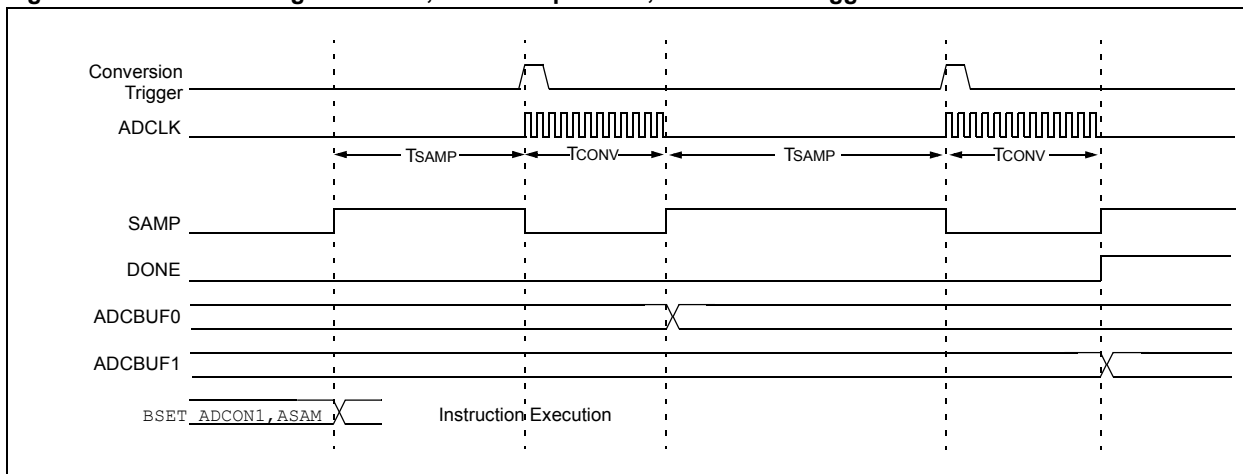 Conversion
Trigger
ADCLK
TSAMP TCONV TSAMP TCONV
SAMP
DONE
ADCBUF0
ADCBUF1
BSET ADCON1,ASAM Instruction Execution